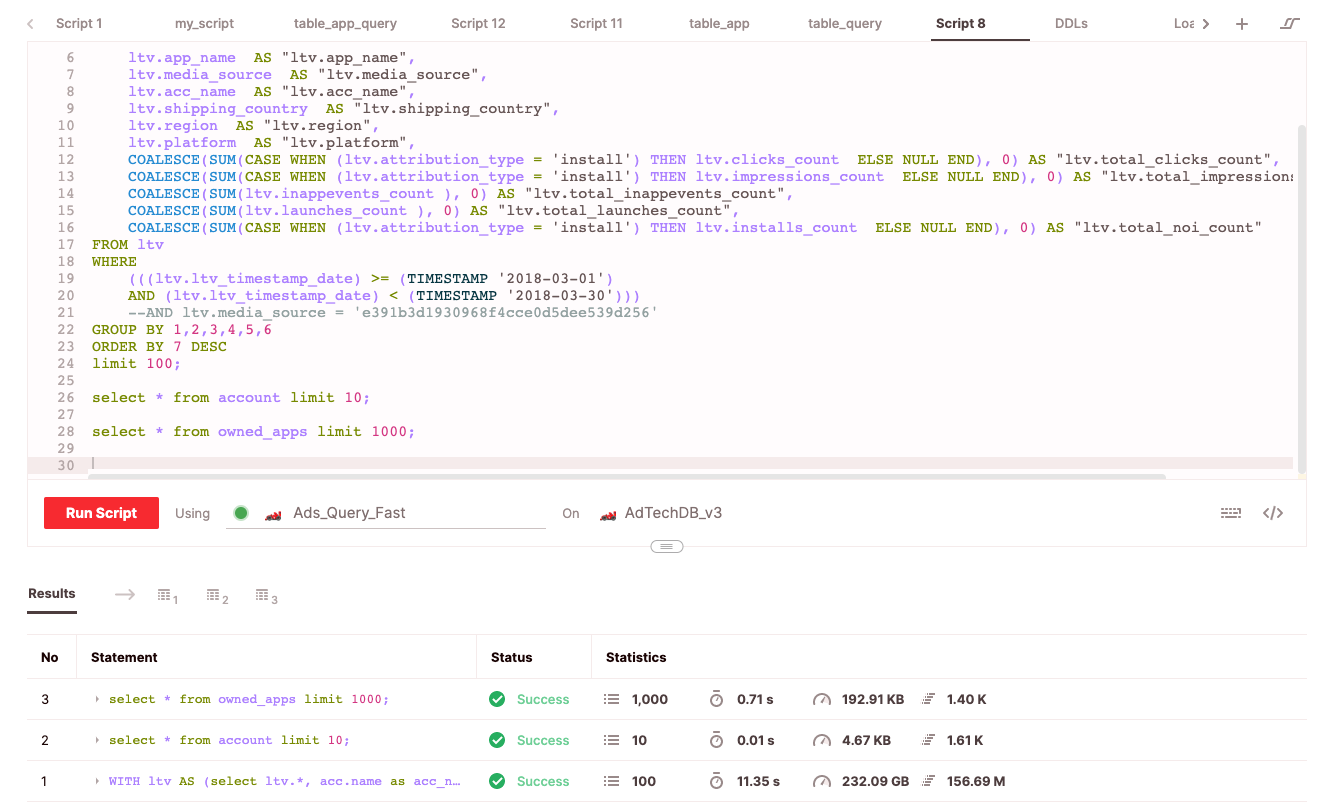 Script 1 my_script table_app_query Script 12 Script 11 table_app table_query Script 8 DDLs Loa
6 ltv.app_name AS "ltv.app_name",
7 ltv.media_source AS "ltv.media_source",
8 ltv.acc_name AS "ltv.acc_name",
9 ltv.shipping_country AS "ltv.shipping_country",
10 ltv.region AS "ltv.region",
11 ltv.platform AS "ltv.platform",
12 COALESCE(SUM(CASE WHEN (ltv.attribution_type = 'install') THEN ltv.clicks_count ELSE NULL END), 0) AS "ltv.total_clicks_count",
13 COALESCE(SUM(CASE WHEN (ltv.attribution_type = 'install') THEN ltv.impressions_count ELSE NULL END), 0) AS "ltv.total_impressions
14 COALESCE(SUM(ltv.inappevents_count ), 0) AS "ltv.total_inappevents_count",
15 COALESCE(SUM(ltv.launches_count ), 0) AS "ltv.total_launches_count",
16 COALESCE(SUM(CASE WHEN (ltv.attribution_type = 'install') THEN ltv.installs_count ELSE NULL END), 0) AS "ltv.total_noi_count"
17 FROM ltv
18 WHERE
19 (((ltv.ltv_timestamp_date) >= (TIMESTAMP '2018-03-01')
20 AND (ltv.ltv_timestamp_date) < (TIMESTAMP '2018-03-30')))
21 --AND ltv.media_source = 'e391b3d1930968f4cce0d5dee539d256'
22 GROUP BY 1,2,3,4,5,6
23 ORDER BY 7 DESC
24 limit 100;
25
26 select * from account limit 10;
27
28 select * from owned_apps limit 1000;
29
30
Run Script Using Ads_Query_Fast On AdTechDB_v3 </>
Results 1 2 3
No Statement Status Statistics
3 select * from owned_apps limit 1000; Success 1,000 0.71 s 192.91 KB 1.40 K
2 select * from account limit 10; Success 10 0.01 s 4.67 KB 1.61 K
1 WITH ltv AS (select ltv.*, acc.name as acc_n… Success 100 11.35 s 232.09 GB 156.69 M